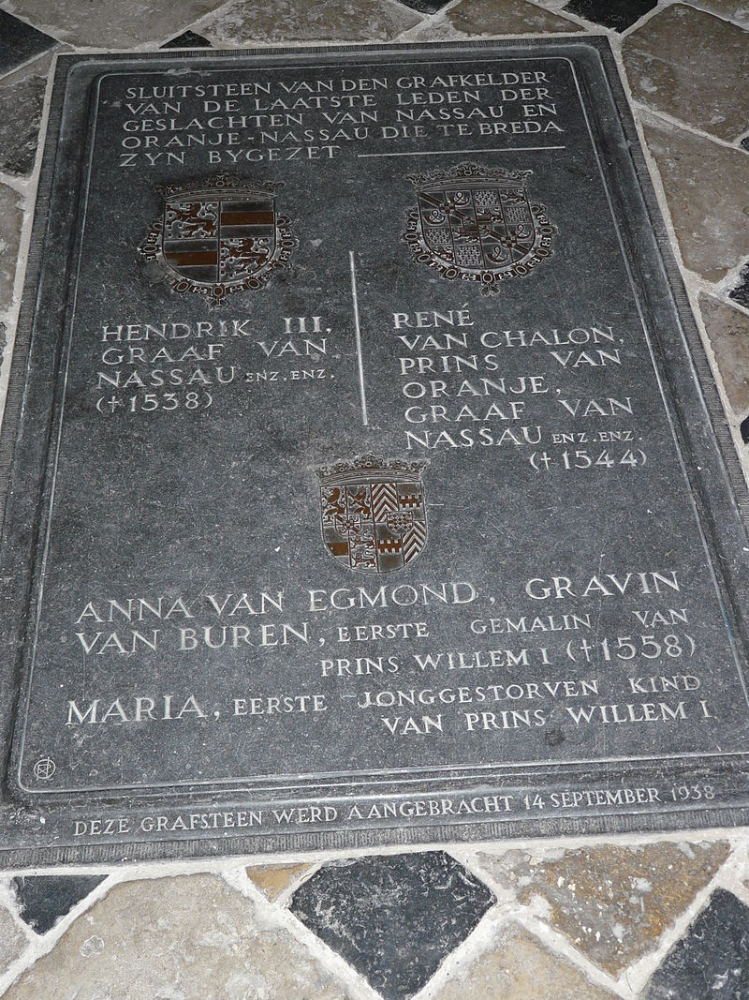 SLUITSTEEN VAN DEN GRAFKELDER
VAN DE LAATSTE LEDEN DER
GESLACHTEN VAN NASSAU EN
ORANJE-NASSAU DIE TE BREDA
ZYN BYGEZET
HENDRIK III,
GRAAF VAN
NASSAU ENZ. ENZ.
(†1538)
RENÉ
VAN CHALON,
PRINS VAN
ORANJE,
GRAAF VAN
NASSAU ENZ. ENZ.
(†1544)
ANNA VAN EGMOND, GRAVIN
VAN BUREN, EERSTE GEMALIN VAN
PRINS WILLEM I (†1558)
MARIA, EERSTE JONGGESTORVEN KIND
VAN PRINS WILLEM I
DEZE GRAFSTEEN WERD AANGEBRACHT 14 SEPTEMBER 1938